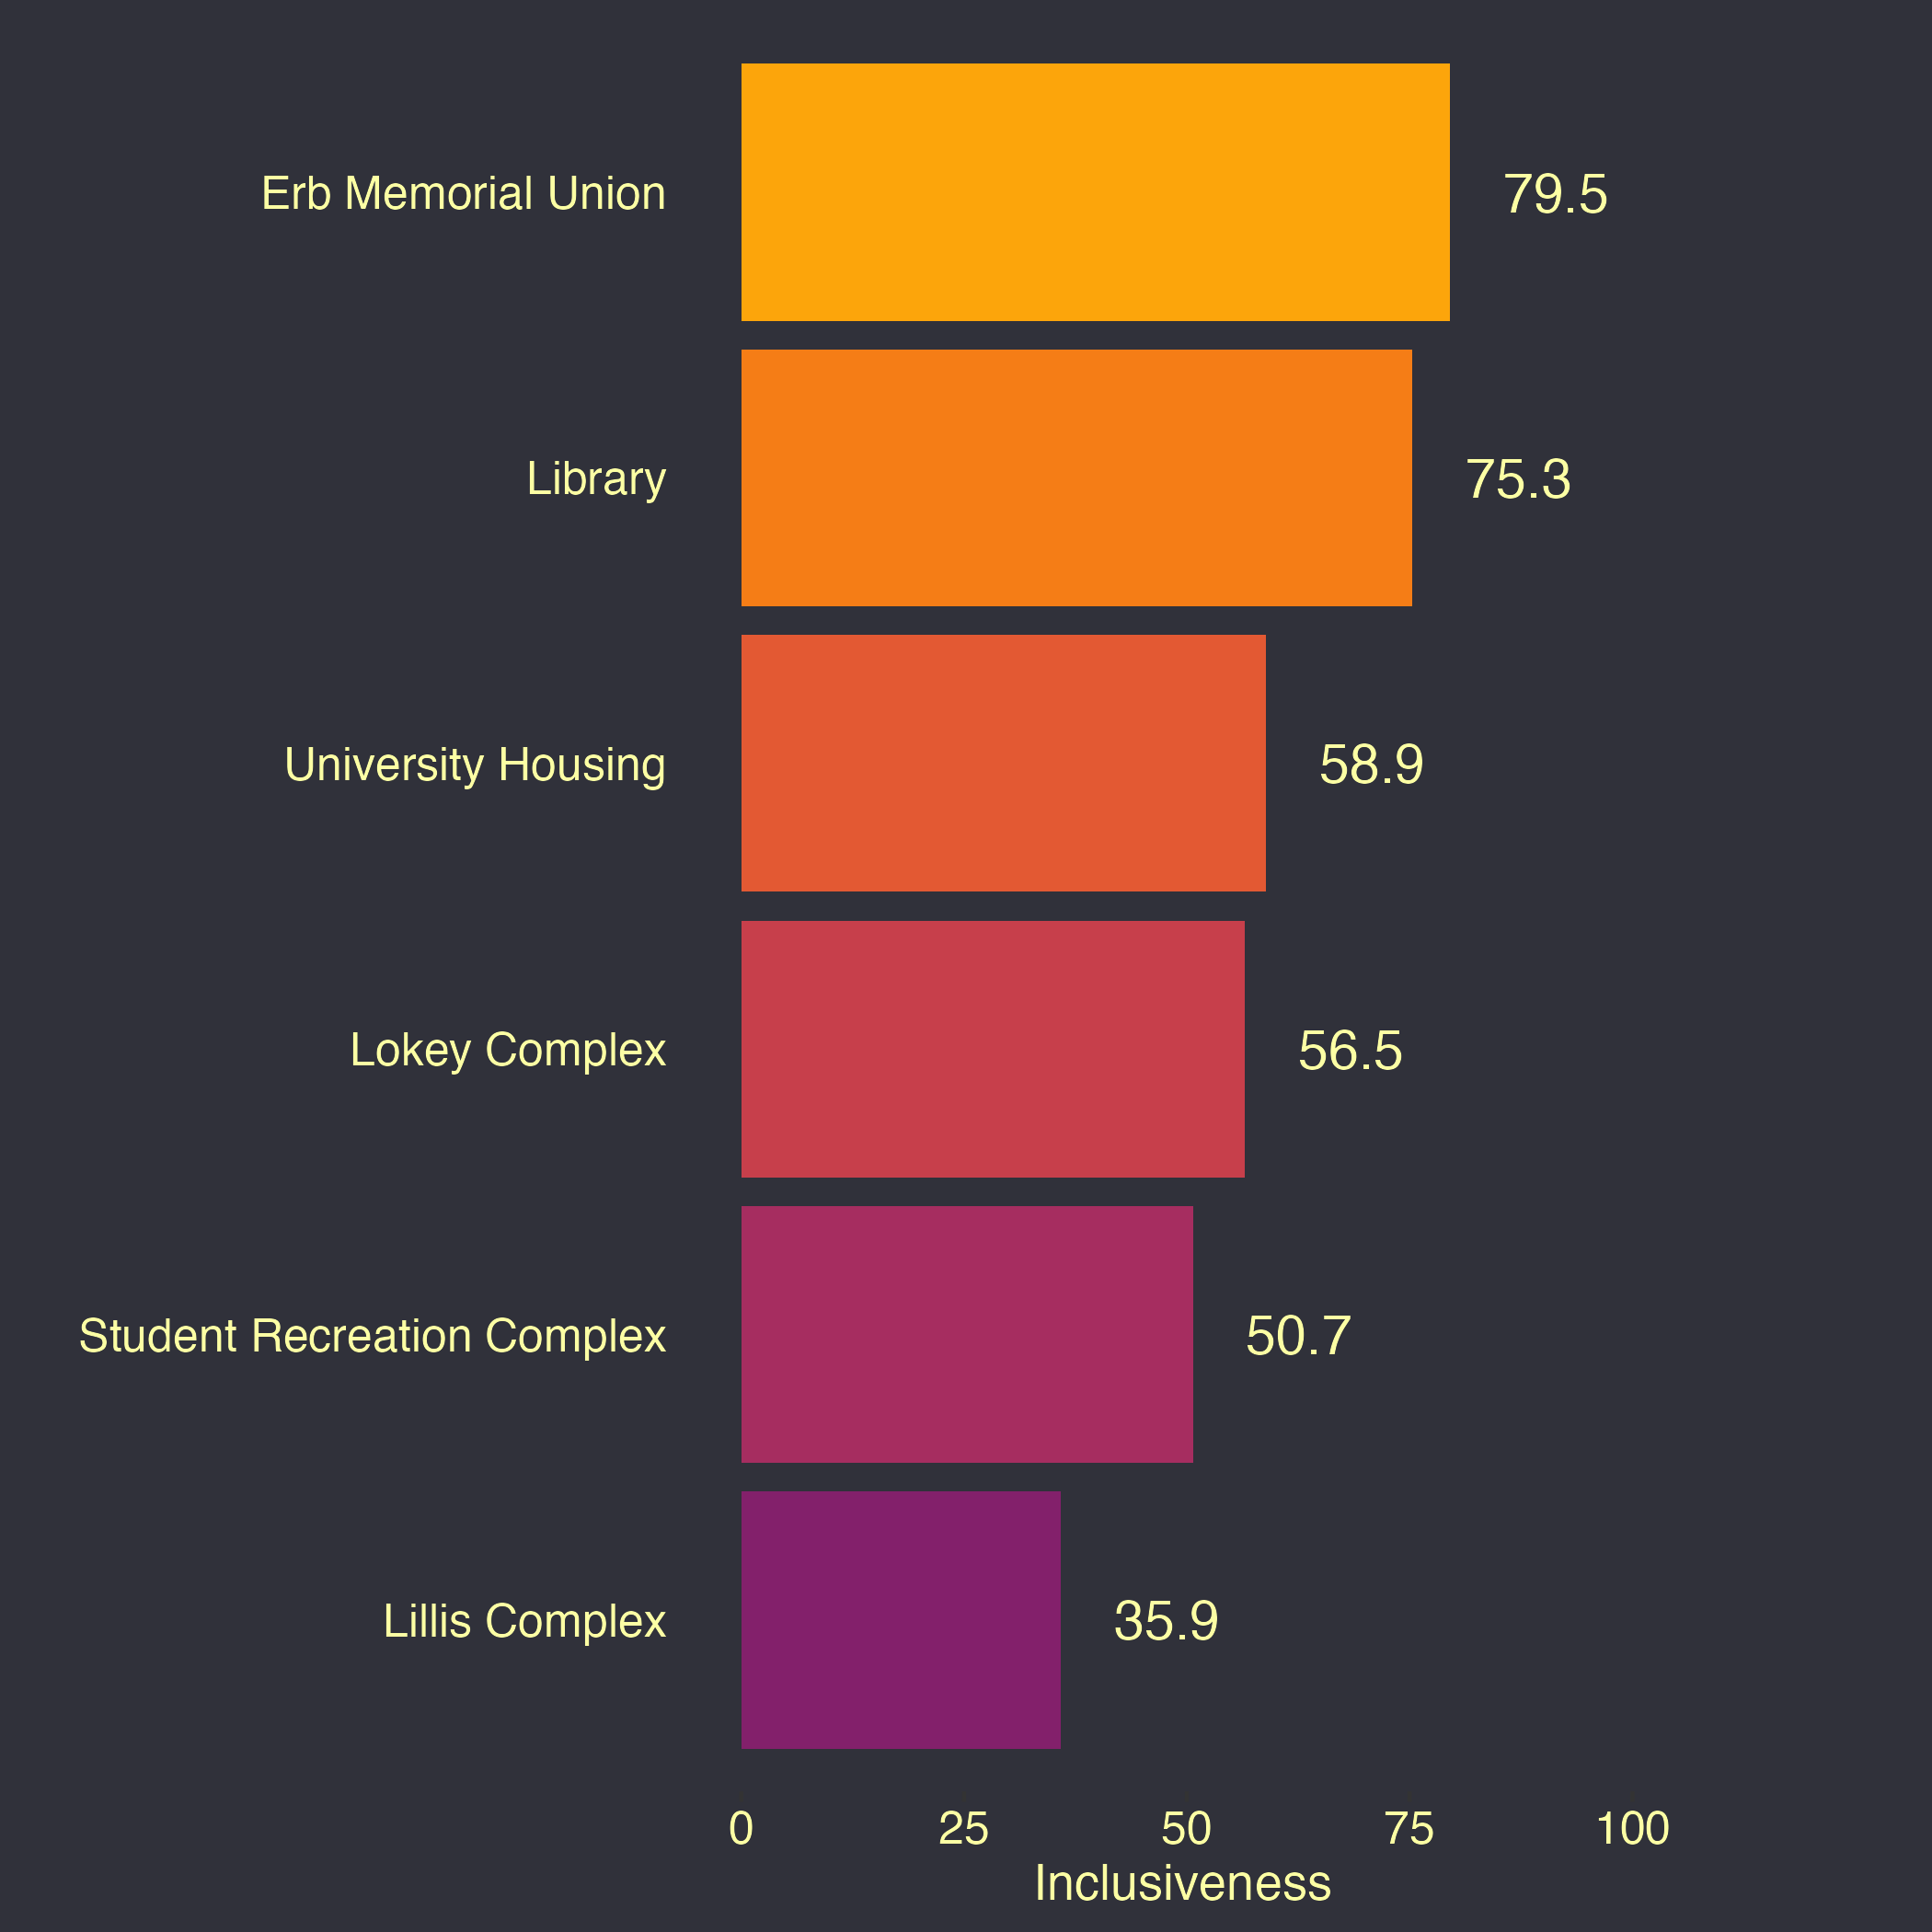 Erb Memorial Union 79.5
Library 75.3
University Housing 58.9
Lokey Complex 56.5
Student Recreation Complex 50.7
Lillis Complex 35.9
0 25 50 75 100
Inclusiveness